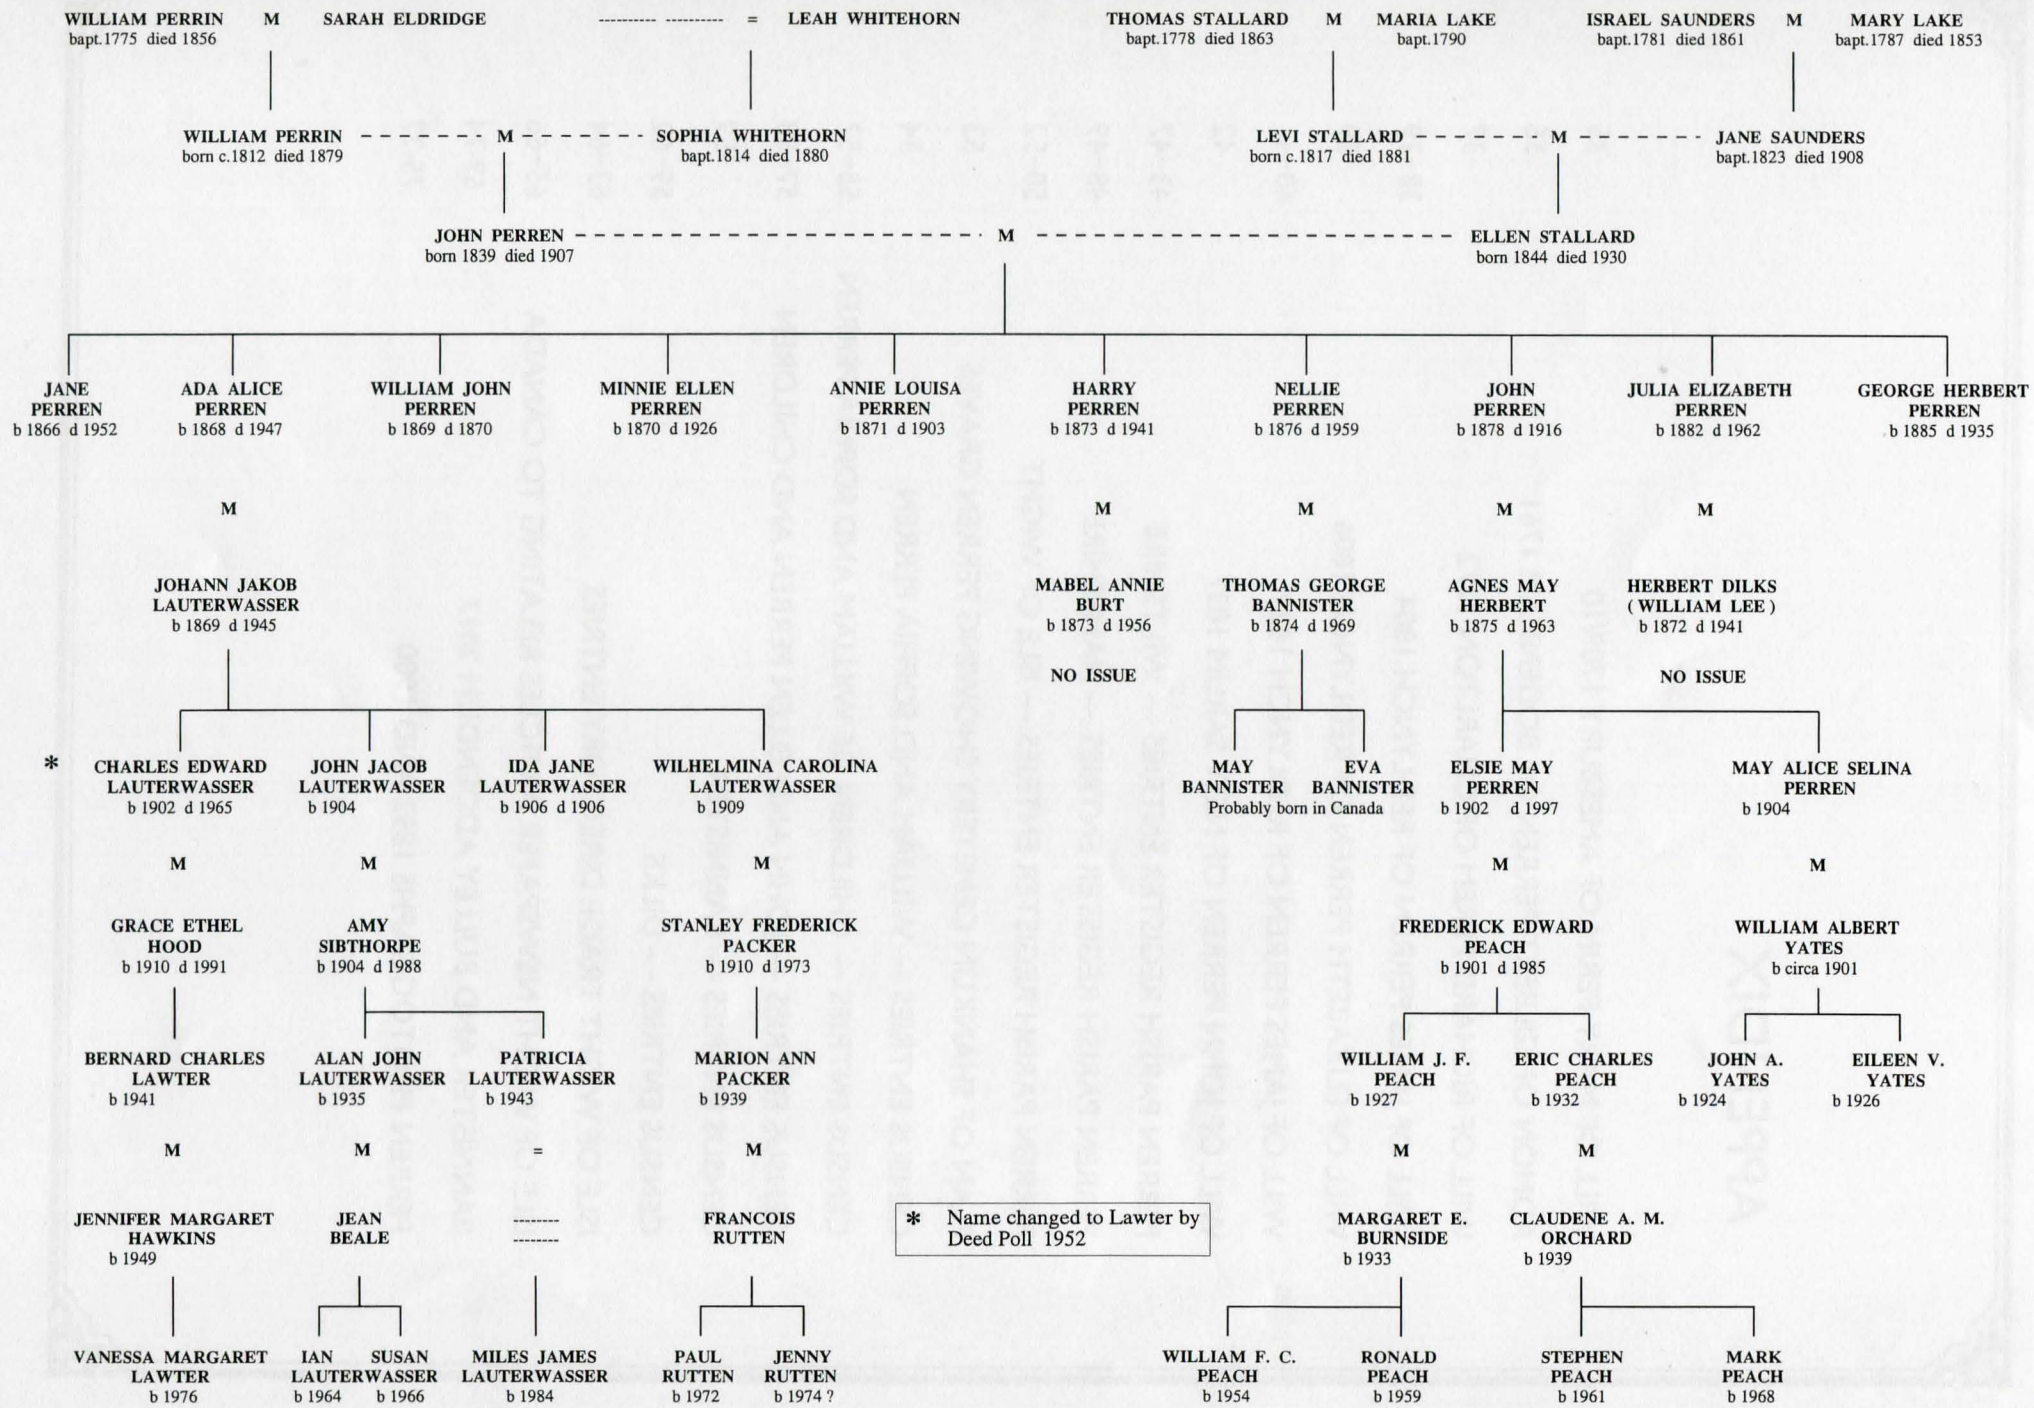 WILLIAM PERRIN M SARAH ELDRIDGE ---------- ---------- = LEAH WHITEHORN THOMAS STALLARD M MARIA LAKE ISRAEL SAUNDERS M MARY LAKE
bapt.1775 died 1856 bapt.1778 died 1863 bapt.1790 bapt.1781 died 1861 bapt.1787 died 1853
WILLIAM PERRIN M SOPHIA WHITEHORN LEVI STALLARD M JANE SAUNDERS
born c.1812 died 1879 bapt.1814 died 1880 born c.1817 died 1881 bapt.1823 died 1908
JOHN PERREN M ELLEN STALLARD
born 1839 died 1907 born 1844 died 1930
JANE ADA ALICE WILLIAM JOHN MINNIE ELLEN ANNIE LOUISA HARRY NELLIE JOHN JULIA ELIZABETH GEORGE HERBERT
PERREN PERREN PERREN PERREN PERREN PERREN PERREN PERREN PERREN PERREN
b 1866 d 1952 b 1868 d 1947 b 1869 d 1870 b 1870 d 1926 b 1871 d 1903 b 1873 d 1941 b 1876 d 1959 b 1878 d 1916 b 1882 d 1962 b 1885 d 1935
M M M M M
JOHANN JAKOB MABEL ANNIE THOMAS GEORGE AGNES MAY HERBERT DILKS
LAUTERWASSER BURT BANNISTER HERBERT ( WILLIAM LEE )
b 1869 d 1945 b 1873 d 1956 b 1874 d 1969 b 1875 d 1963 b 1872 d 1941
NO ISSUE NO ISSUE
* CHARLES EDWARD JOHN JACOB IDA JANE WILHELMINA CAROLINA MAY EVA ELSIE MAY MAY ALICE SELINA
LAUTERWASSER LAUTERWASSER LAUTERWASSER LAUTERWASSER BANNISTER BANNISTER PERREN PERREN
b 1902 d 1965 b 1904 b 1906 d 1906 b 1909 Probably born in Canada b 1902 d 1997 b 1904
M M M M M
GRACE ETHEL AMY STANLEY FREDERICK FREDERICK EDWARD WILLIAM ALBERT
HOOD SIBTHORPE PACKER PEACH YATES
b 1910 d 1991 b 1904 d 1988 b 1910 d 1973 b 1901 d 1985 b circa 1901
BERNARD CHARLES ALAN JOHN PATRICIA MARION ANN WILLIAM J. F. ERIC CHARLES JOHN A. EILEEN V.
LAWTER LAUTERWASSER LAUTERWASSER PACKER PEACH PEACH YATES YATES
b 1941 b 1935 b 1943 b 1939 b 1927 b 1932 b 1924 b 1926
M M = M M M
JENNIFER MARGARET JEAN -------- FRANCOIS * Name changed to Lawter by MARGARET E. CLAUDENE A. M.
HAWKINS BEALE -------- RUTTEN Deed Poll 1952 BURNSIDE ORCHARD
b 1949 b 1933 b 1939
VANESSA MARGARET IAN SUSAN MILES JAMES PAUL JENNY WILLIAM F. C. RONALD STEPHEN MARK
LAWTER LAUTERWASSER LAUTERWASSER RUTTEN RUTTEN PEACH PEACH PEACH PEACH
b 1976 b 1964 b 1966 b 1984 b 1972 b 1974 ? b 1954 b 1959 b 1961 b 1968